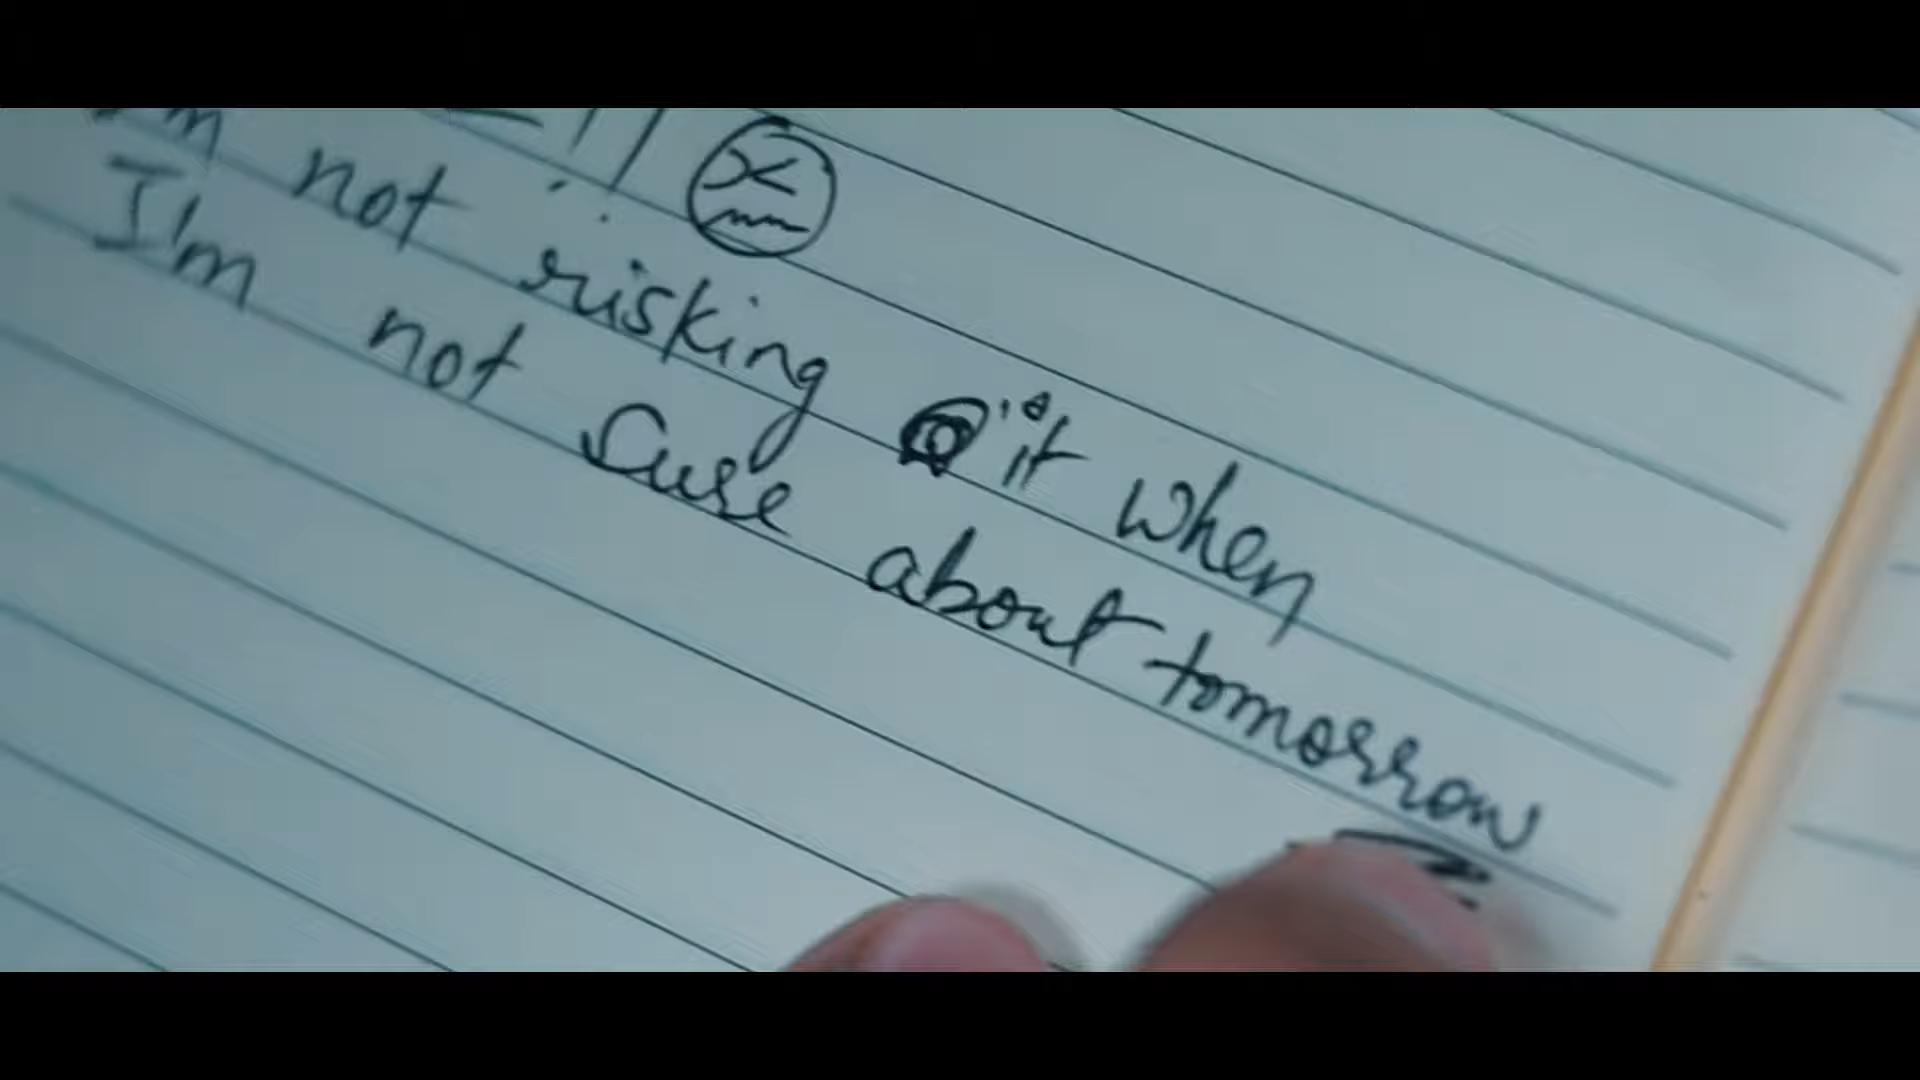 !!
I'm not risking it when
I'm not sure about tomorrow